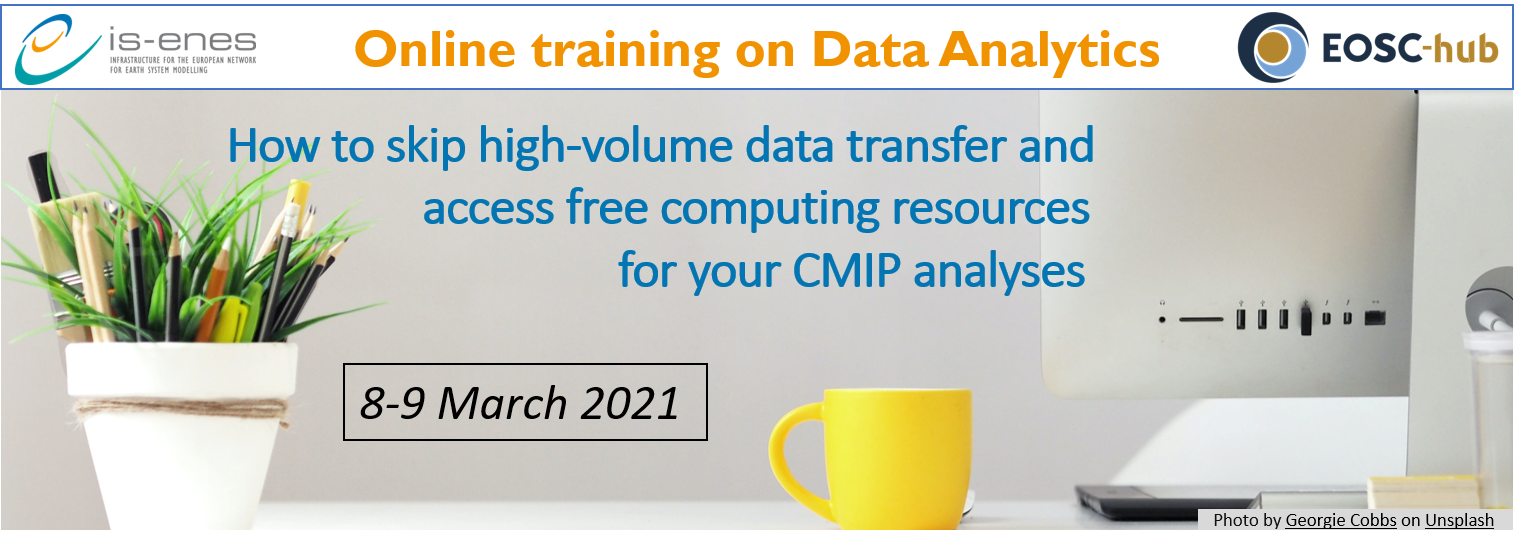 is-enes
INFRASTRUCTURE FOR THE EUROPEAN NETWORK
FOR EARTH SYSTEM MODELLING
Online training on Data Analytics
EOSC-hub
How to skip high-volume data transfer and
access free computing resources
for your CMIP analyses
8-9 March 2021
Photo by Georgie Cobbs on Unsplash